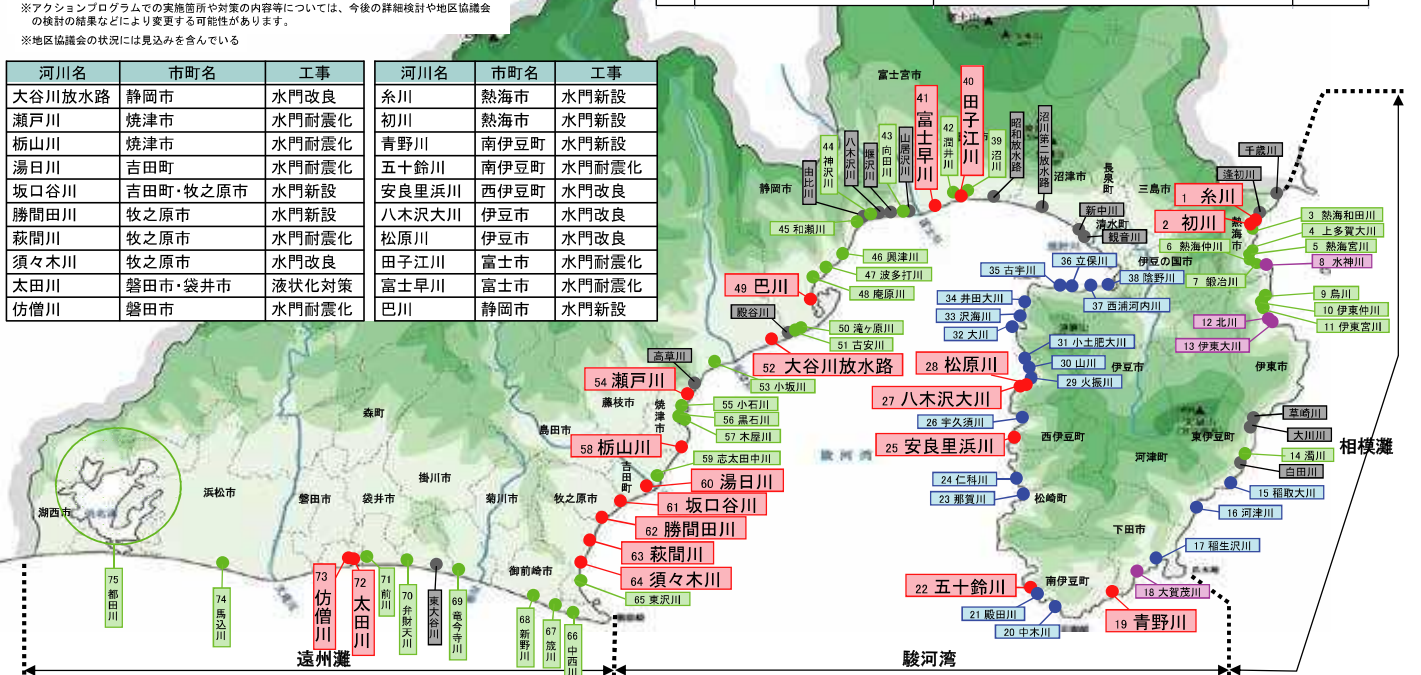 ※アクションプログラムでの実施箇所や対策の内容等については、今後の詳細検討や地区協議会
の検討の結果などにより変更する可能性があります。
※地区協議会の状況には見込みを含んでいる
河川名 市町名 工事
大谷川放水路 静岡市 水門改良
瀬戸川 焼津市 水門耐震化
栃山川 焼津市 水門耐震化
湯日川 吉田町 水門耐震化
坂口谷川 吉田町・牧之原市 水門新設
勝間田川 牧之原市 水門新設
萩間川 牧之原市 水門耐震化
須々木川 牧之原市 水門改良
太田川 磐田市・袋井市 液状化対策
仿僧川 磐田市 水門耐震化
河川名 市町名 工事
糸川 熱海市 水門新設
初川 熱海市 水門新設
青野川 南伊豆町 水門新設
五十鈴川 南伊豆町 水門耐震化
安良里浜川 西伊豆町 水門改良
八木沢大川 伊豆市 水門改良
松原川 伊豆市 水門改良
田子江川 富士市 水門耐震化
富士早川 富士市 水門耐震化
巴川 静岡市 水門新設
富士宮市
静岡市
沼津市
長泉町
三島市
清水町
熱海市
伊豆の国市
伊豆市
伊東市
東伊豆町
河津町
西伊豆町
松崎町
下田市
南伊豆町
藤枝市
焼津市
島田市
吉田町
牧之原市
御前崎市
菊川市
掛川市
森町
袋井市
磐田市
浜松市
湖西市
千歳川
逢初川
1 糸川
2 初川
3 熱海和田川
4 上多賀大川
5 熱海宮川
6 熱海仲川
7 鍛冶川
8 水神川
9 烏川
10 伊東仲川
11 伊東宮川
12 北川
13 伊東大川
草崎川
大川川
14 濁川
白田川
15 稲取大川
16 河津川
17 稲生沢川
18 大賀茂川
19 青野川
20 中木川
21 殿田川
22 五十鈴川
23 那賀川
24 仁科川
25 安良里浜川
26 宇久須川
27 八木沢大川
28 松原川
29 火振川
30 山川
31 小土肥大川
32 大川
33 沢海川
34 井田大川
35 古宇川
36 立保川
37 西浦河内川
38 陰野川
新中川
観音川
沼川第二放水路
昭和放水路
39 沼川
40 田子江川
42 潤井川
41 富士早川
山居沢川
43 向田川
堰沢川
八木沢川
44 神沢川
由比川
45 和瀬川
46 興津川
47 波多打川
48 庵原川
49 巴川
殿谷川
50 滝ヶ原川
51 古安川
52 大谷川放水路
53 小坂川
高草川
54 瀬戸川
55 小石川
56 黒石川
57 木屋川
58 栃山川
59 志太田中川
60 湯日川
61 坂口谷川
62 勝間田川
63 萩間川
64 須々木川
65 東沢川
66 中西川
67 筬川
68 新野川
69 竜今寺川
東大谷川
70 弁財天川
71 前川
72 太田川
73 仿僧川
74 馬込川
75 都田川
駿河湾
相模灘
遠州灘
駿河湾